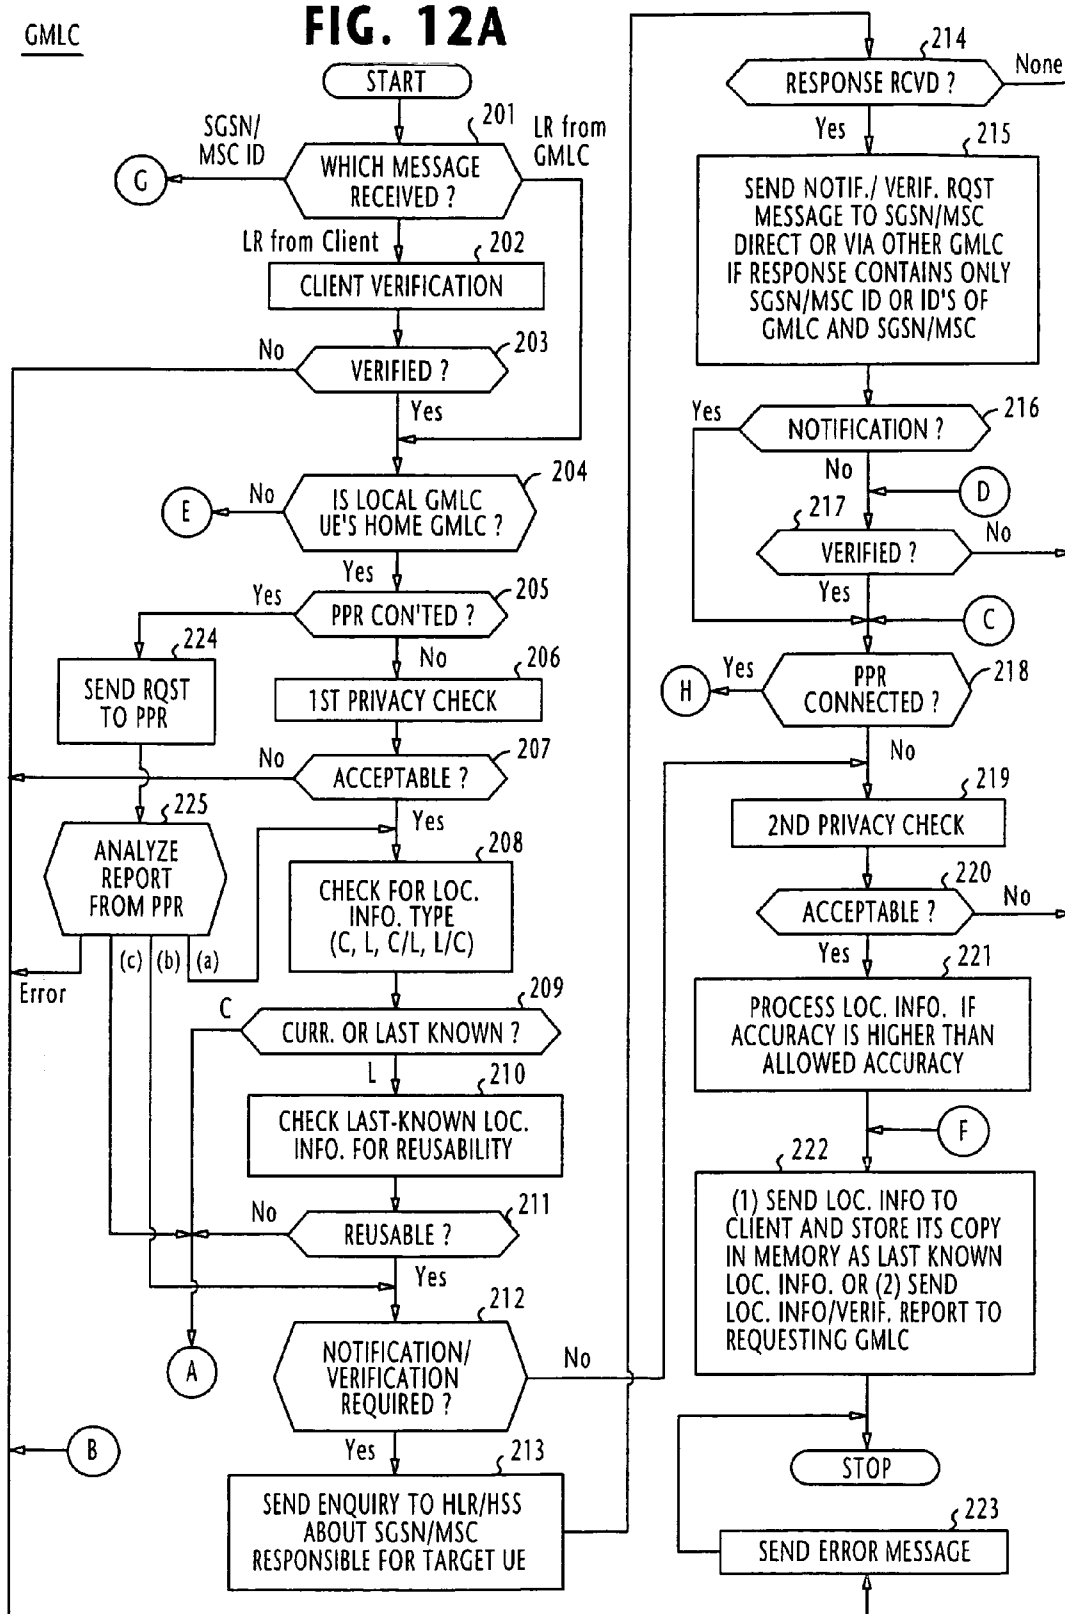 GMLC
FIG. 12A
START
201
SGSN/
MSC ID
LR from
GMLC
G
WHICH MESSAGE
RECEIVED ?
LR from Client
202
CLIENT VERIFICATION
203
No
VERIFIED ?
Yes
204
E
No
IS LOCAL GMLC
UE'S HOME GMLC ?
Yes
205
Yes
PPR CON'TED ?
224
No
206
SEND RQST
TO PPR
1ST PRIVACY CHECK
207
No
ACCEPTABLE ?
225
Yes
ANALYZE
REPORT
FROM PPR
208
CHECK FOR LOC.
INFO. TYPE
(C, L, C/L, L/C)
Error
(c)
(b)
(a)
209
C
CURR. OR LAST KNOWN ?
L
210
CHECK LAST-KNOWN LOC.
INFO. FOR REUSABILITY
211
No
REUSABLE ?
Yes
212
A
NOTIFICATION/
VERIFICATION
REQUIRED ?
No
B
Yes
213
SEND ENQUIRY TO HLR/HSS
ABOUT SGSN/MSC
RESPONSIBLE FOR TARGET UE
214
RESPONSE RCVD ?
None
Yes
215
SEND NOTIF./ VERIF. RQST
MESSAGE TO SGSN/MSC
DIRECT OR VIA OTHER GMLC
IF RESPONSE CONTAINS ONLY
SGSN/MSC ID OR ID'S OF
GMLC AND SGSN/MSC
216
Yes
NOTIFICATION ?
No
D
217
VERIFIED ?
No
Yes
C
218
H
Yes
PPR
CONNECTED ?
No
219
2ND PRIVACY CHECK
220
ACCEPTABLE ?
No
Yes
221
PROCESS LOC. INFO. IF
ACCURACY IS HIGHER THAN
ALLOWED ACCURACY
F
222
(1) SEND LOC. INFO TO
CLIENT AND STORE ITS COPY
IN MEMORY AS LAST KNOWN
LOC. INFO. OR (2) SEND
LOC. INFO/VERIF. REPORT TO
REQUESTING GMLC
STOP
223
SEND ERROR MESSAGE